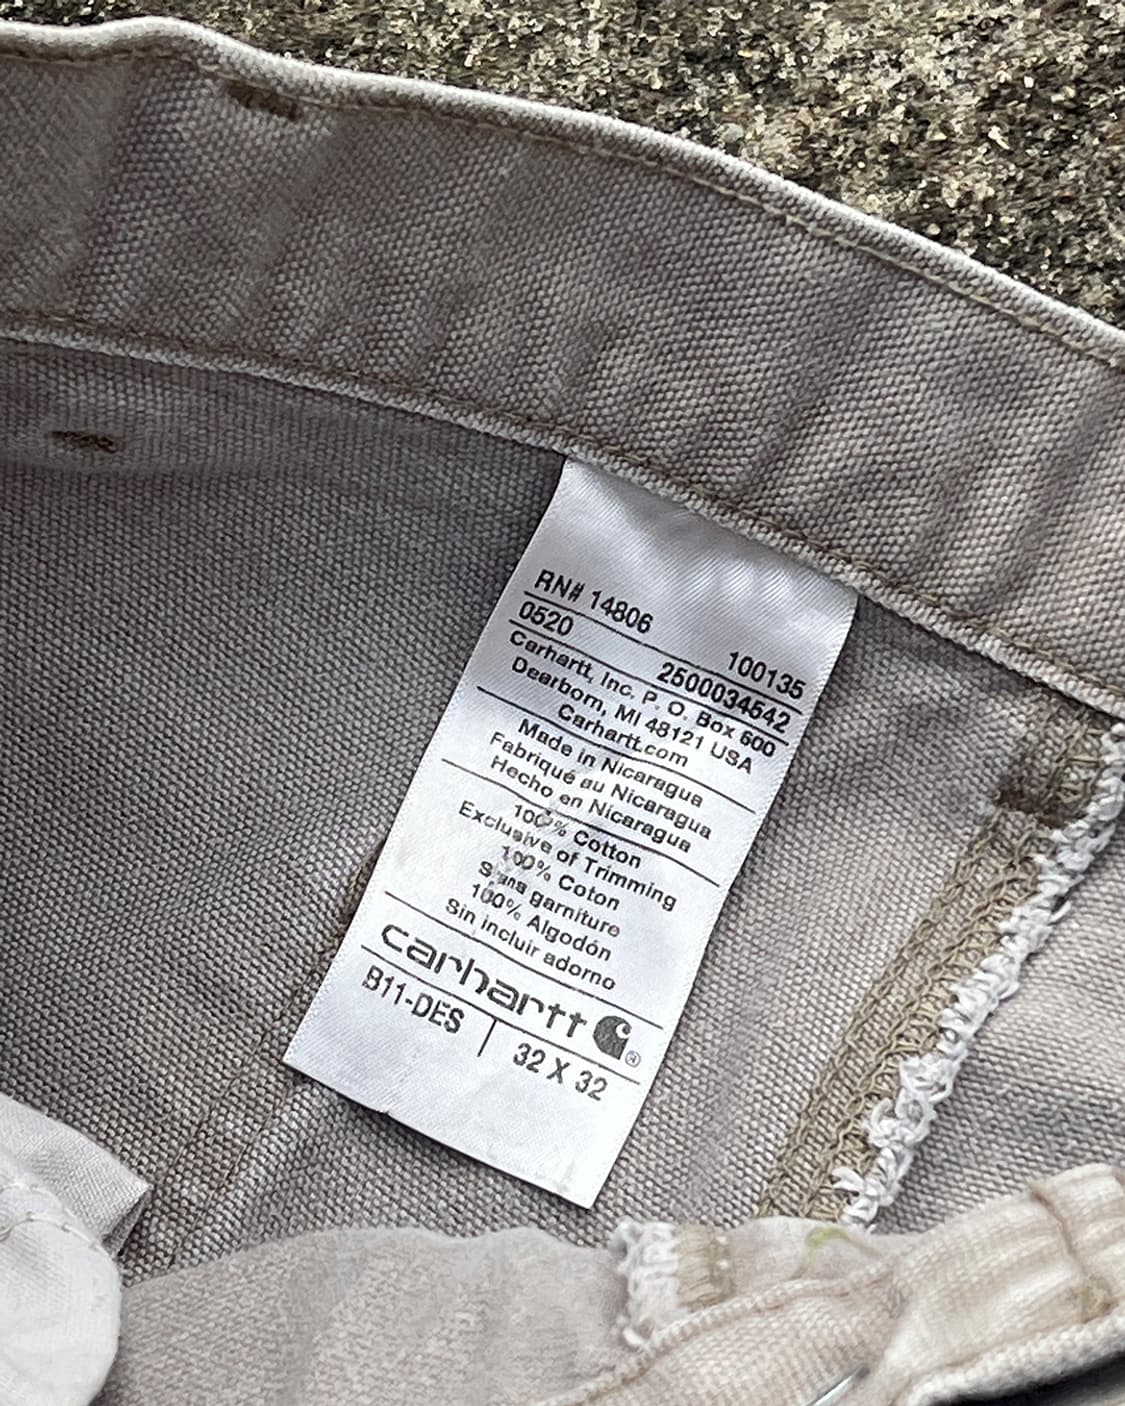 RN# 14806
0520 100135
2500034542
Carhartt, Inc. P. O. Box 600
Dearborn, MI 48121 USA
Carhartt.com
Made in Nicaragua
Fabriqué au Nicaragua
Hecho en Nicaragua
100% Cotton
Exclusive of Trimming
100% Coton
Sans garniture
100% Algodón
Sin incluir adorno
carhartt ®
B11-DES | 32 X 32